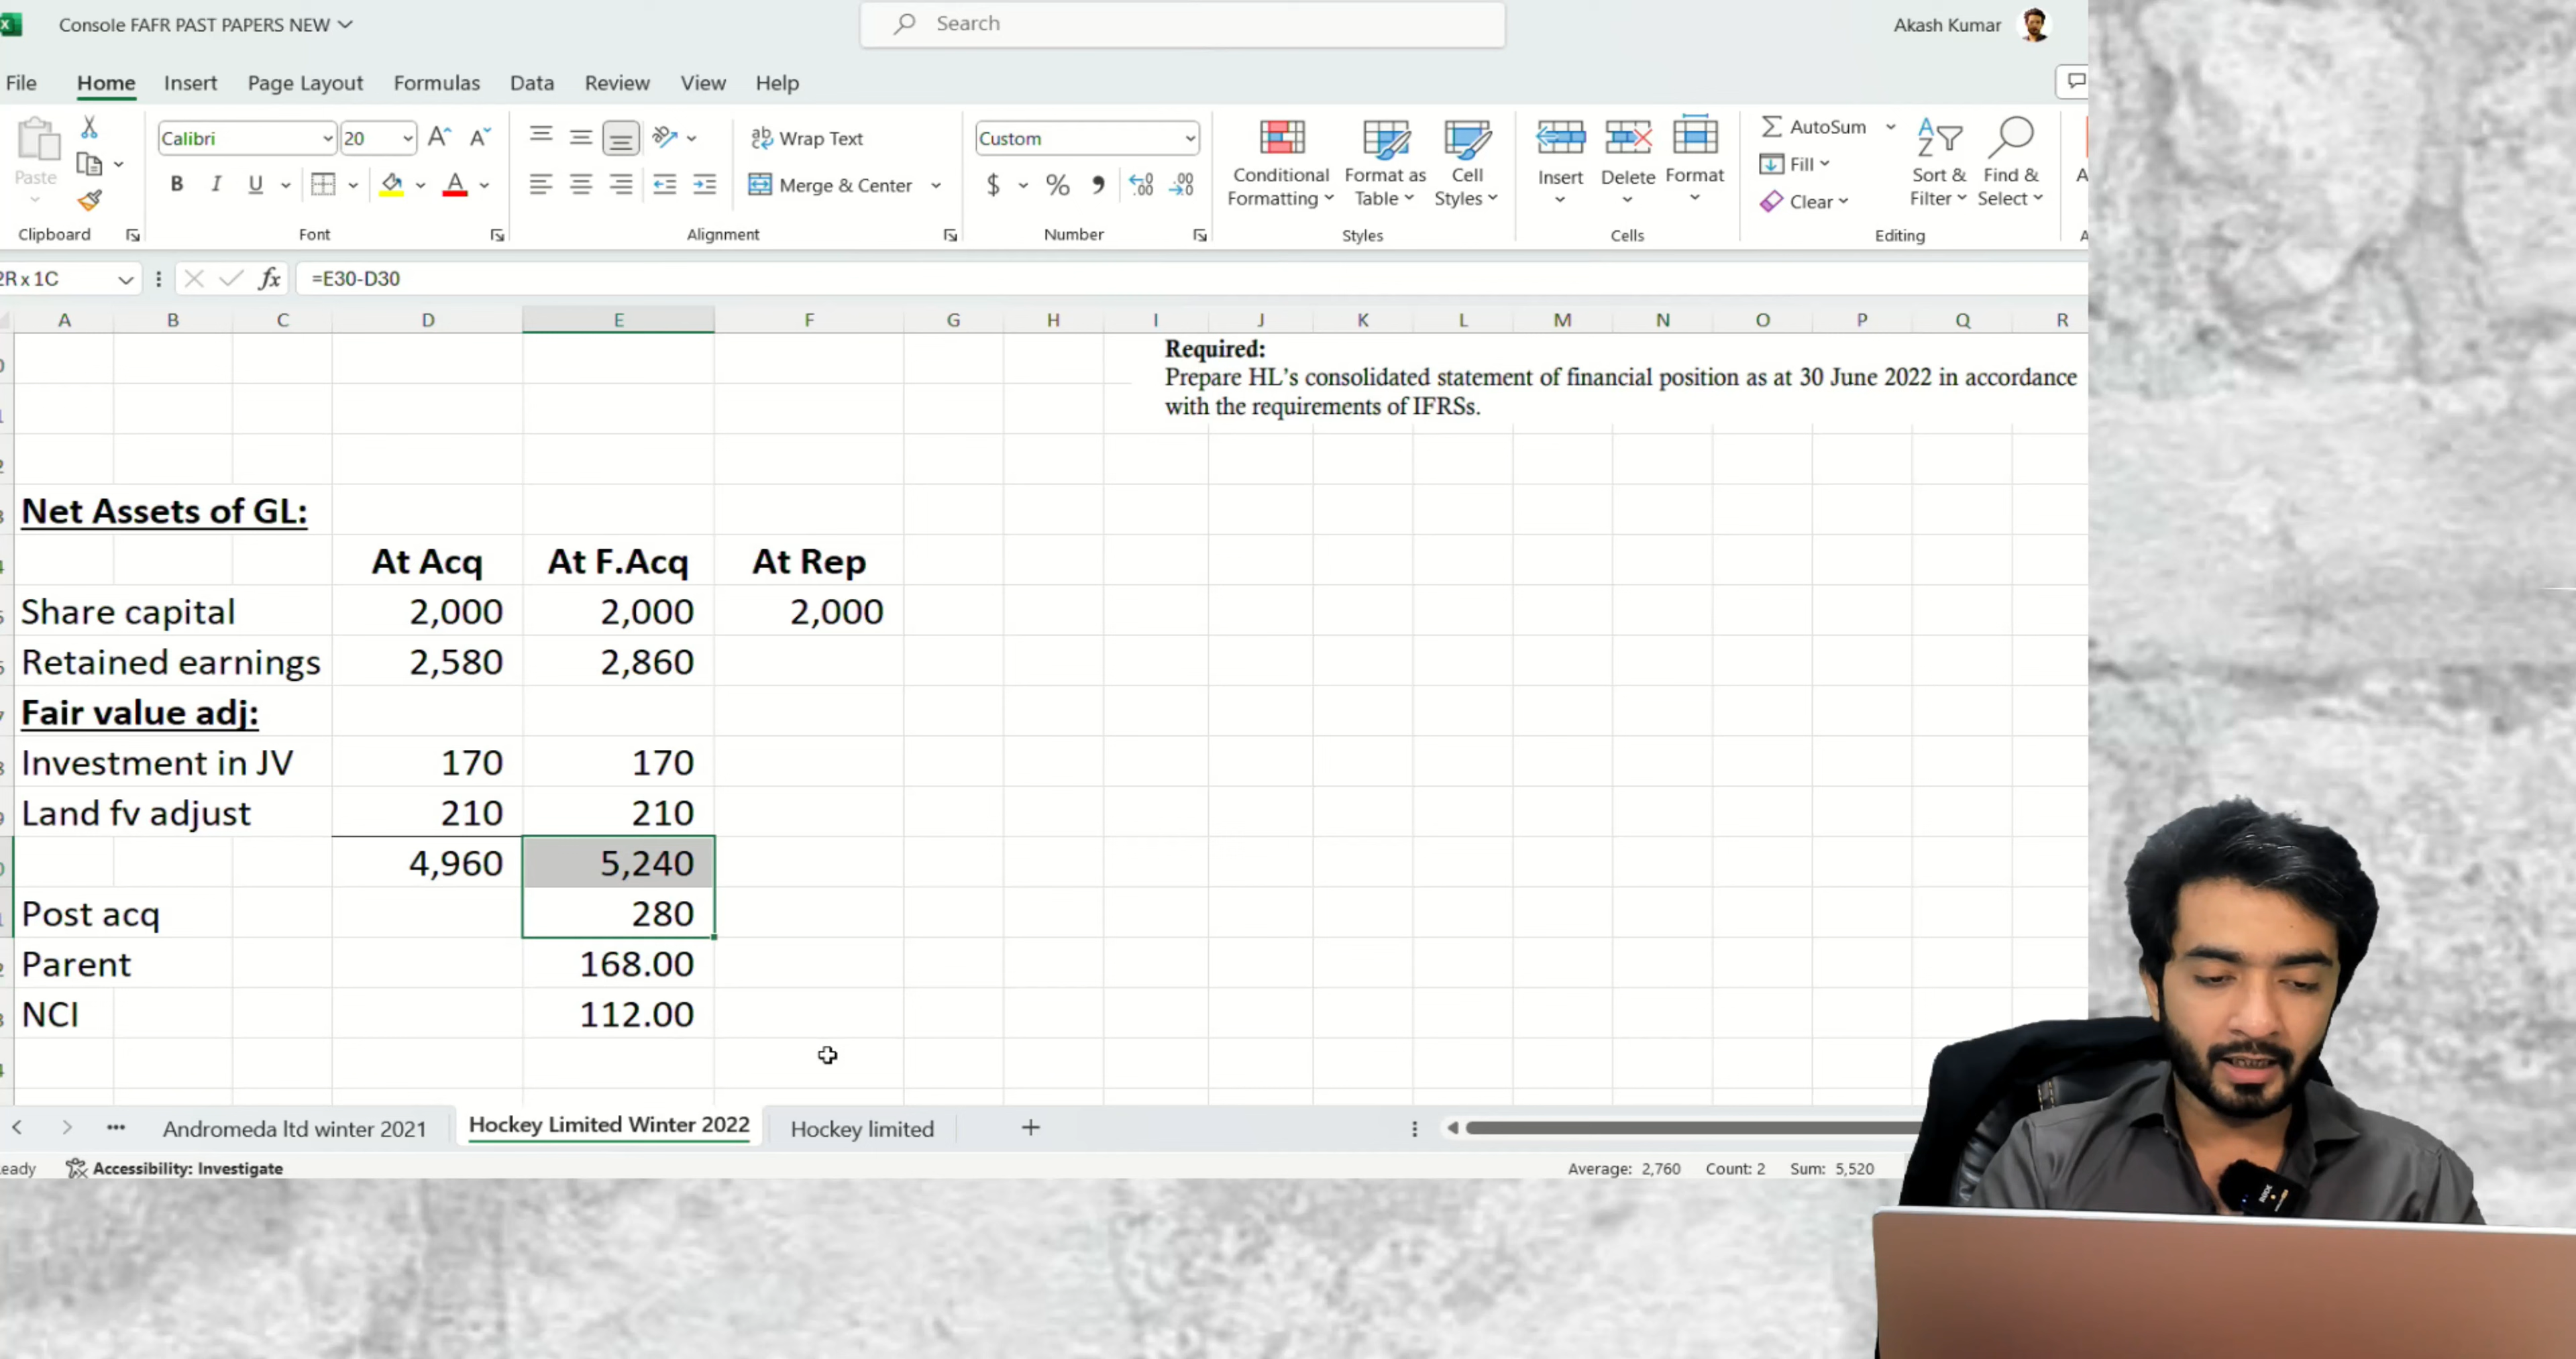 Console FAFR PAST PAPERS NEW
Search
Akash Kumar
File Home Insert Page Layout Formulas Data Review View Help
Paste
Clipboard
Calibri 20
B I U
Font
Wrap Text
Merge & Center
Alignment
Custom
$ % 9
Number
Conditional Formatting
Format as Table
Cell Styles
Styles
Insert
Delete
Format
Cells
AutoSum
Fill
Clear
Sort & Filter
Find & Select
Editing
2R x 1C fx =E30-D30
A B C D E F G H I J K L M N O P Q R
Required:
Prepare HL's consolidated statement of financial position as at 30 June 2022 in accordance
with the requirements of IFRSs.
Net Assets of GL:
At Acq At F.Acq At Rep
Share capital 2,000 2,000 2,000
Retained earnings 2,580 2,860
Fair value adj:
Investment in JV 170 170
Land fv adjust 210 210
4,960 5,240
Post acq 280
Parent 168.00
NCI 112.00
Andromeda ltd winter 2021 Hockey Limited Winter 2022 Hockey limited
eady Accessibility: Investigate Average: 2,760 Count: 2 Sum: 5,520